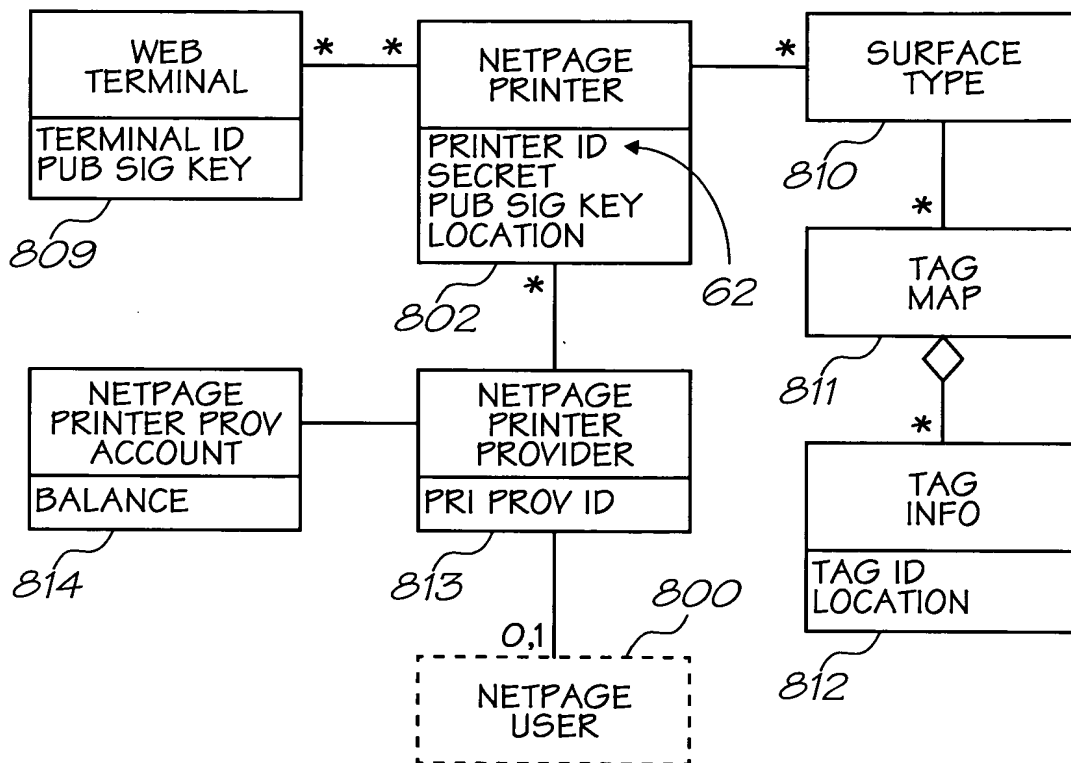 WEB
TERMINAL
TERMINAL ID
PUB SIG KEY
809
* *
NETPAGE
PRINTER
PRINTER ID
SECRET
PUB SIG KEY
LOCATION
802
62
*
SURFACE
TYPE
810
*
TAG
MAP
811
*
*
NETPAGE
PRINTER PROV
ACCOUNT
BALANCE
814
NETPAGE
PRINTER
PROVIDER
PRI PROV ID
813
TAG
INFO
TAG ID
LOCATION
812
0,1
800
NETPAGE
USER